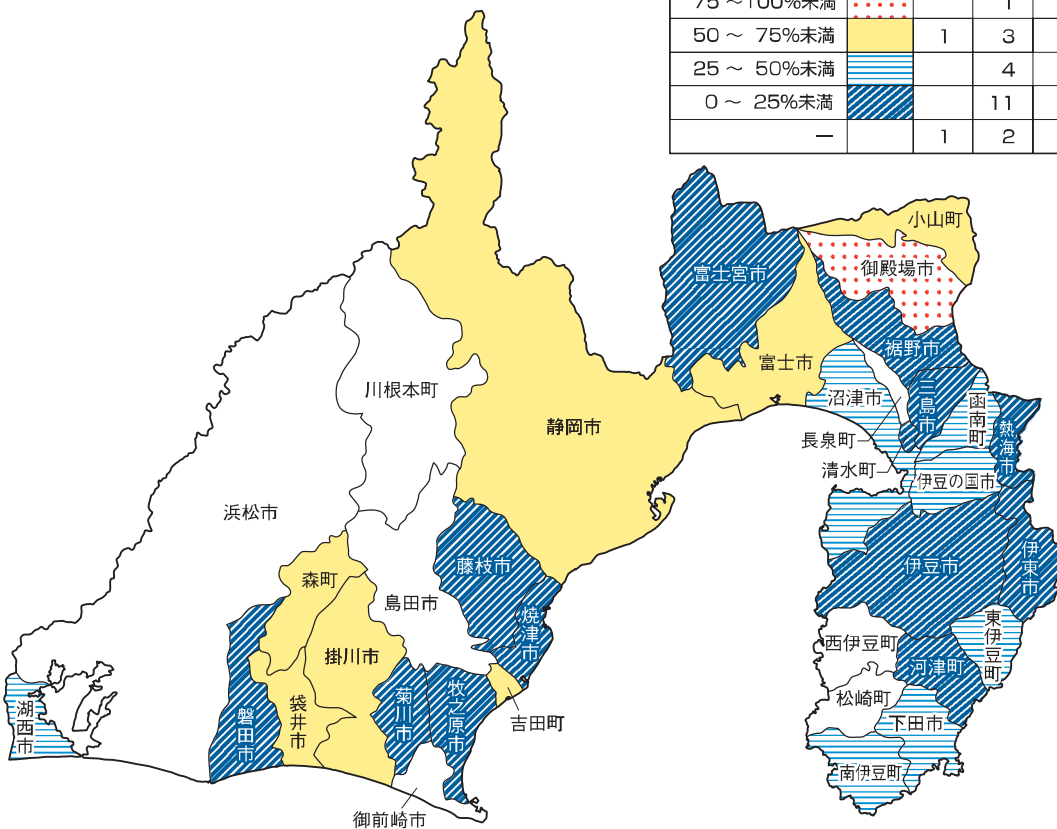 75 ～ 100%未満 1
50 ～ 75%未満 1 3
25 ～ 50%未満 4
0 ～ 25%未満 11
― 1 2
小山町
御殿場市
富士宮市
裾野市
富士市
川根本町
沼津市
三島市
函南町
静岡市
長泉町
熱海市
清水町
伊豆の国市
浜松市
藤枝市
伊豆市
伊東市
森町
島田市
焼津市
東伊豆町
西伊豆町
掛川市
河津町
松崎町
湖西市
磐田市
袋井市
菊川市
牧之原市
吉田町
下田市
南伊豆町
御前崎市